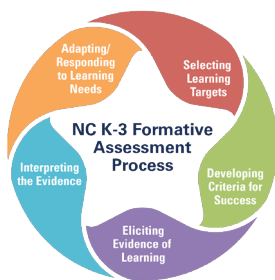 NC K-3 Formative
Assessment
Process
Selecting
Learning
Targets
Developing
Criteria for
Success
Eliciting
Evidence of
Learning
Interpreting
the Evidence
Adapting/
Responding
to Learning
Needs